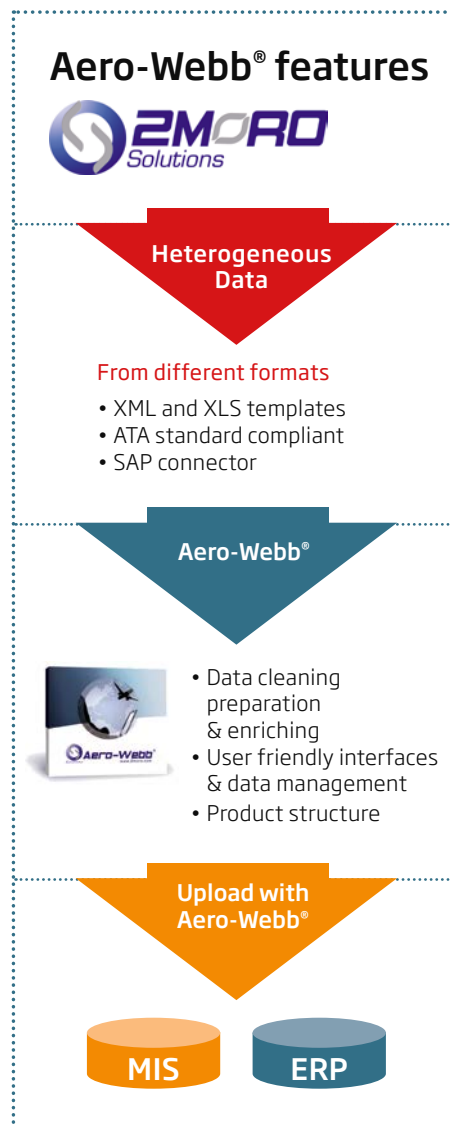 Aero-Webb® features
2MORO
Solutions
Heterogeneous
Data
From different formats
• XML and XLS templates
• ATA standard compliant
• SAP connector
Aero-Webb®
Aero-Webb®
• Data cleaning
preparation
& enriching
• User friendly interfaces
& data management
• Product structure
Upload with
Aero-Webb®
MIS
ERP